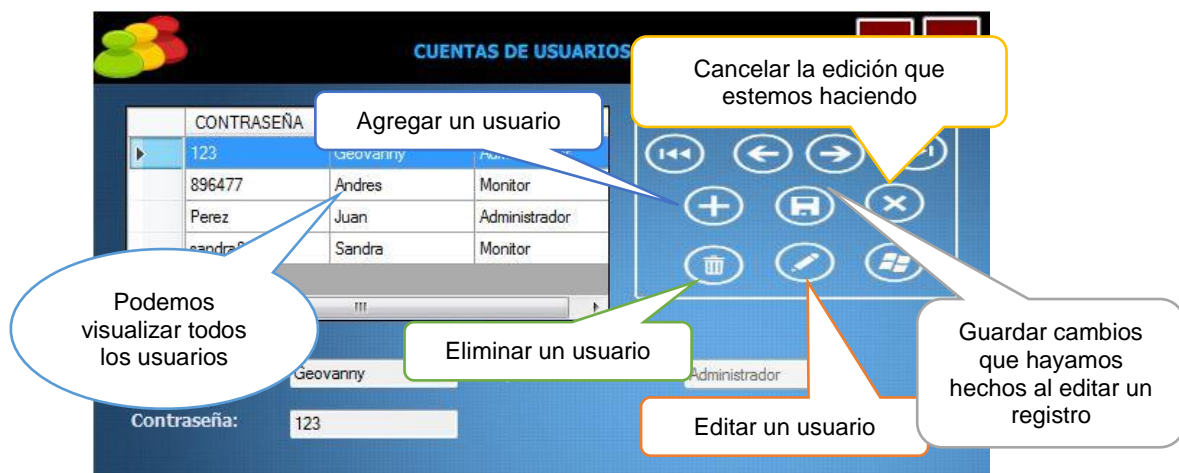 CUENTAS DE USUARIOS
Cancelar la edición que
estemos haciendo
Agregar un usuario
CONTRASEÑA
123 Geovanny
896477 Andres Monitor
Perez Juan Administrador
Sandra Monitor
Podemos
visualizar todos
los usuarios
Eliminar un usuario
Guardar cambios
que hayamos
hechos al editar un
registro
Geovanny
Administrador
Contraseña: 123
Editar un usuario